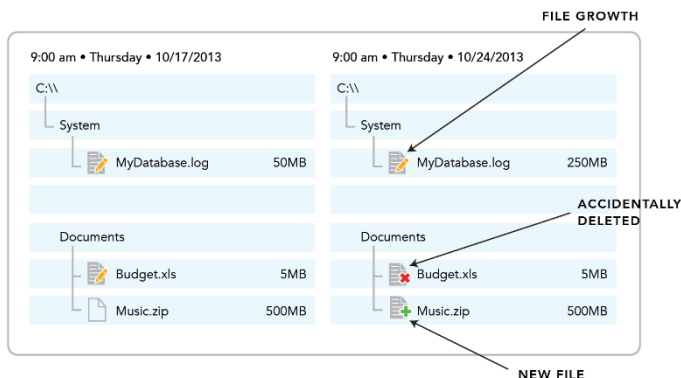 FILE GROWTH
9:00 am • Thursday • 10/17/2013
C:\\
System
MyDatabase.log 50MB
Documents
Budget.xls 5MB
Music.zip 500MB
9:00 am • Thursday • 10/24/2013
C:\\
System
MyDatabase.log 250MB
ACCIDENTALLY
DELETED
Documents
Budget.xls 5MB
Music.zip 500MB
NEW FILE